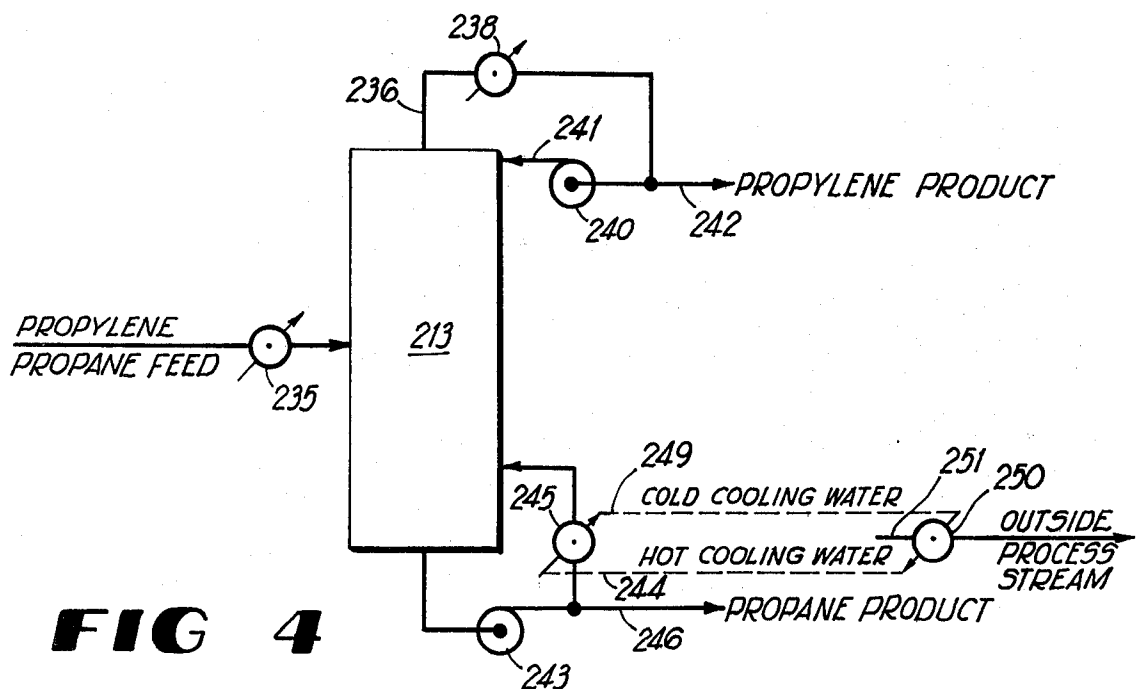 238
236
241
240
242
PROPYLENE PRODUCT
PROPYLENE
PROPANE FEED
235
213
249
245
COLD COOLING WATER
251
250
OUTSIDE
PROCESS
STREAM
HOT COOLING WATER
244
PROPANE PRODUCT
246
243
FIG 4